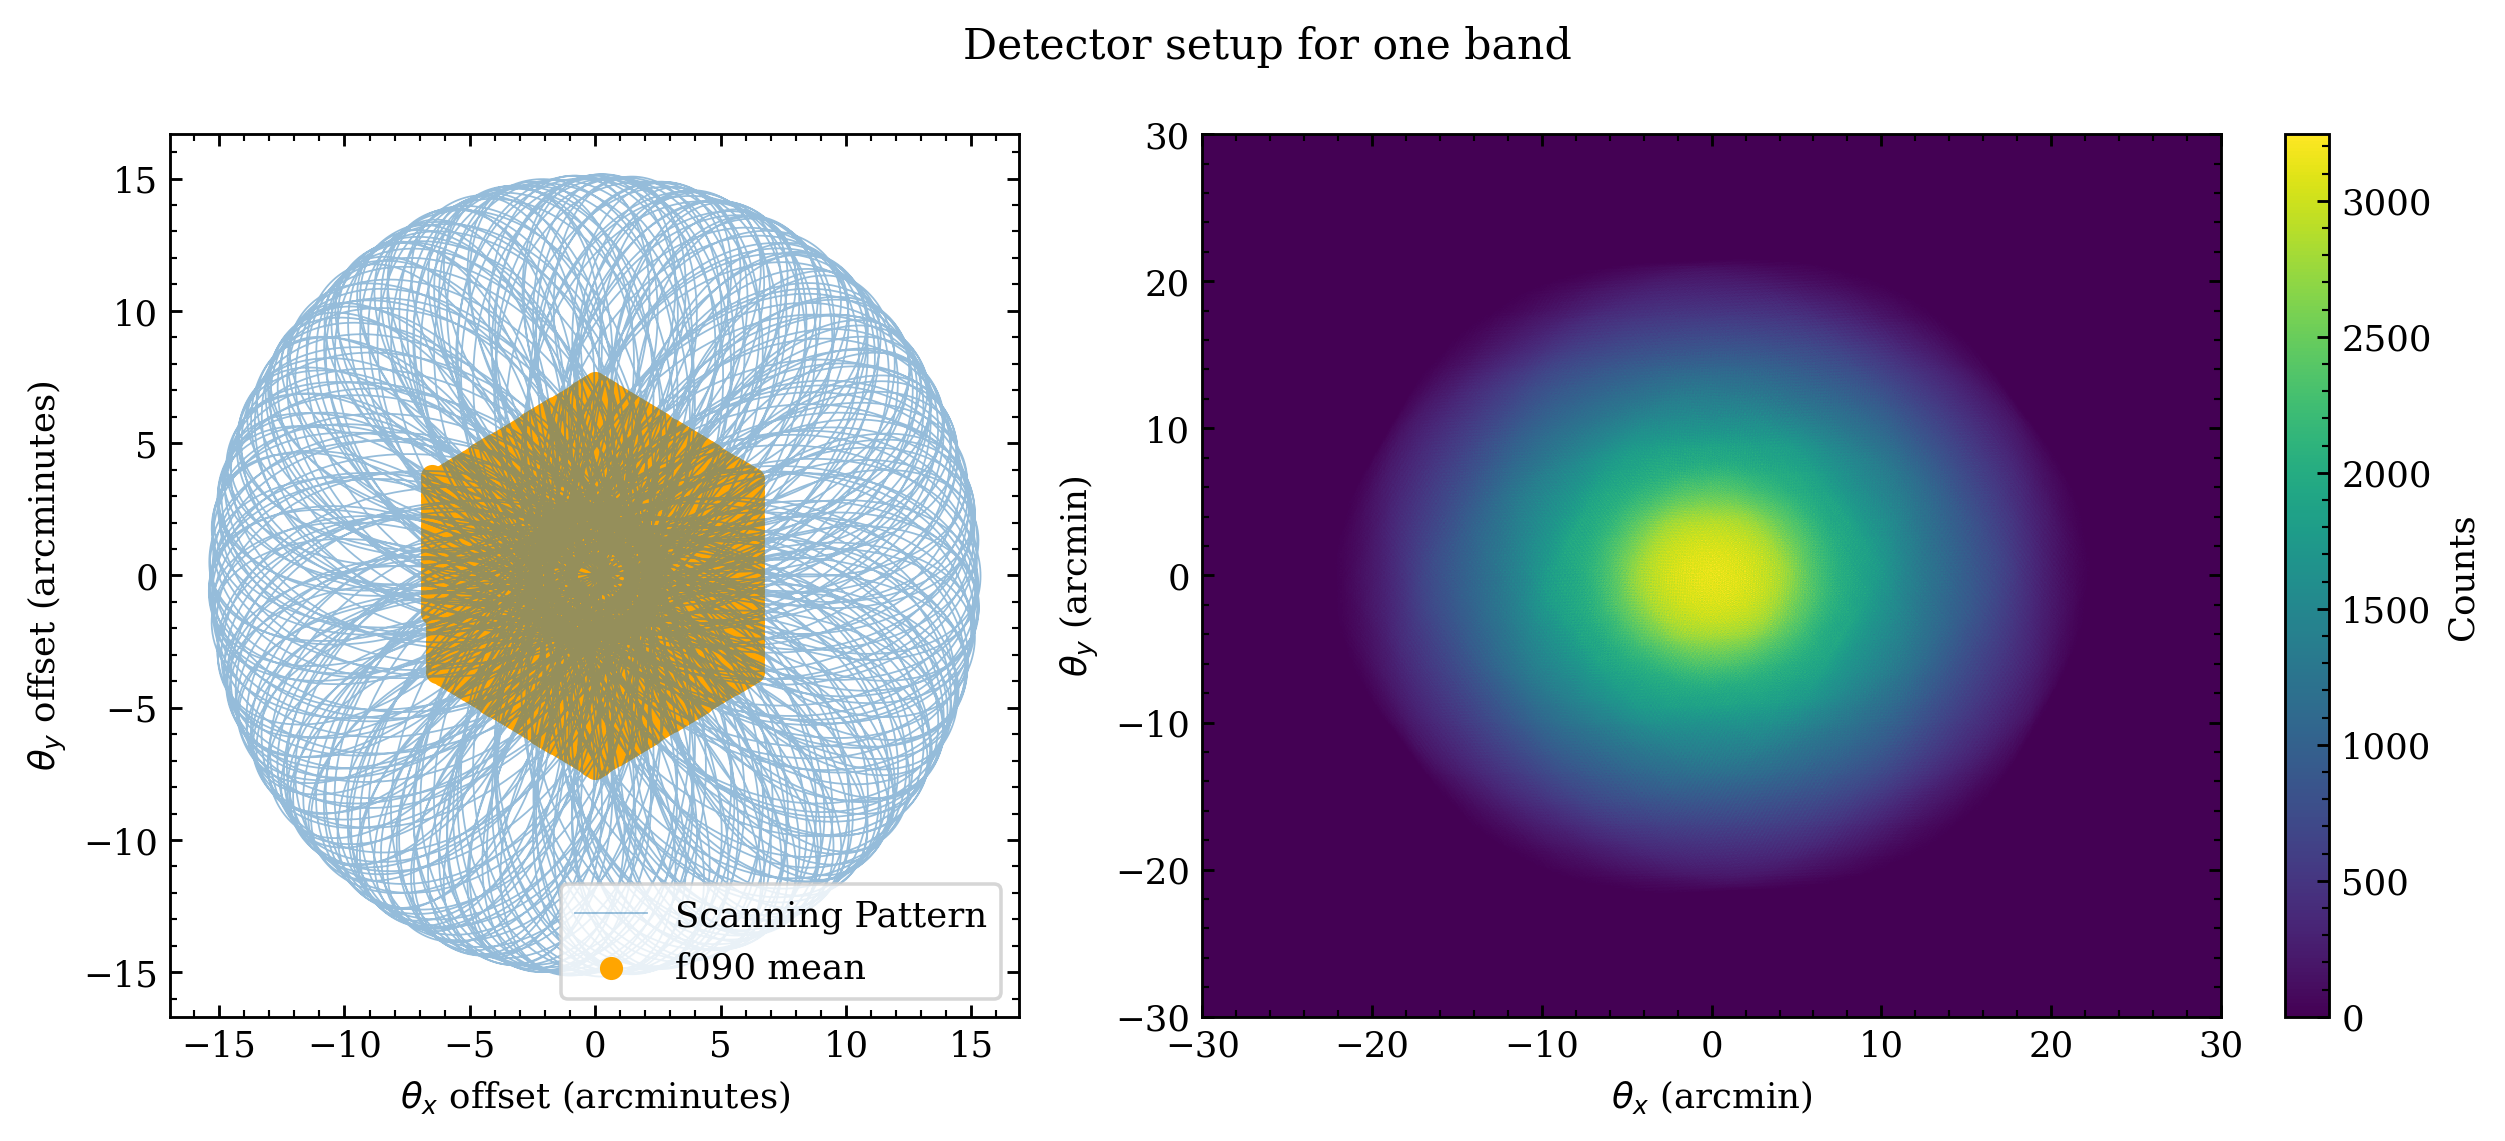 Detector setup for one band
15
10
5
0
−5
−10
−15
θy offset (arcminutes)
−15 −10 −5 0 5 10 15
θx offset (arcminutes)
Scanning Pattern
f090 mean
30
20
10
0
−10
−20
−30
θy (arcmin)
−30 −20 −10 0 10 20 30
θx (arcmin)
3000
2500
2000
1500
1000
500
0
Counts